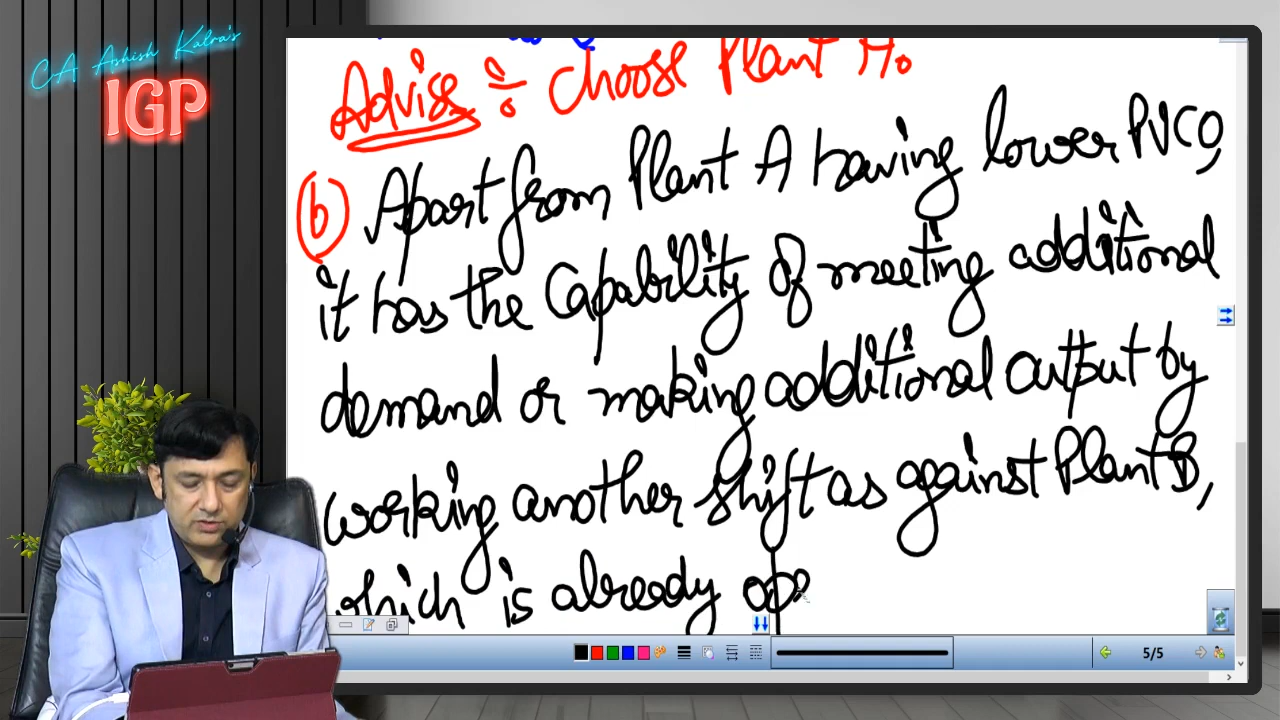 CA Ashish Kalra's
IGP
Advise : Choose Plant A.
(b) Apart from Plant A having lower PVCO,
it has the Capability of meeting additional
demand or making additional output by
working another shift as against Plant B,
which is already ope
5/5